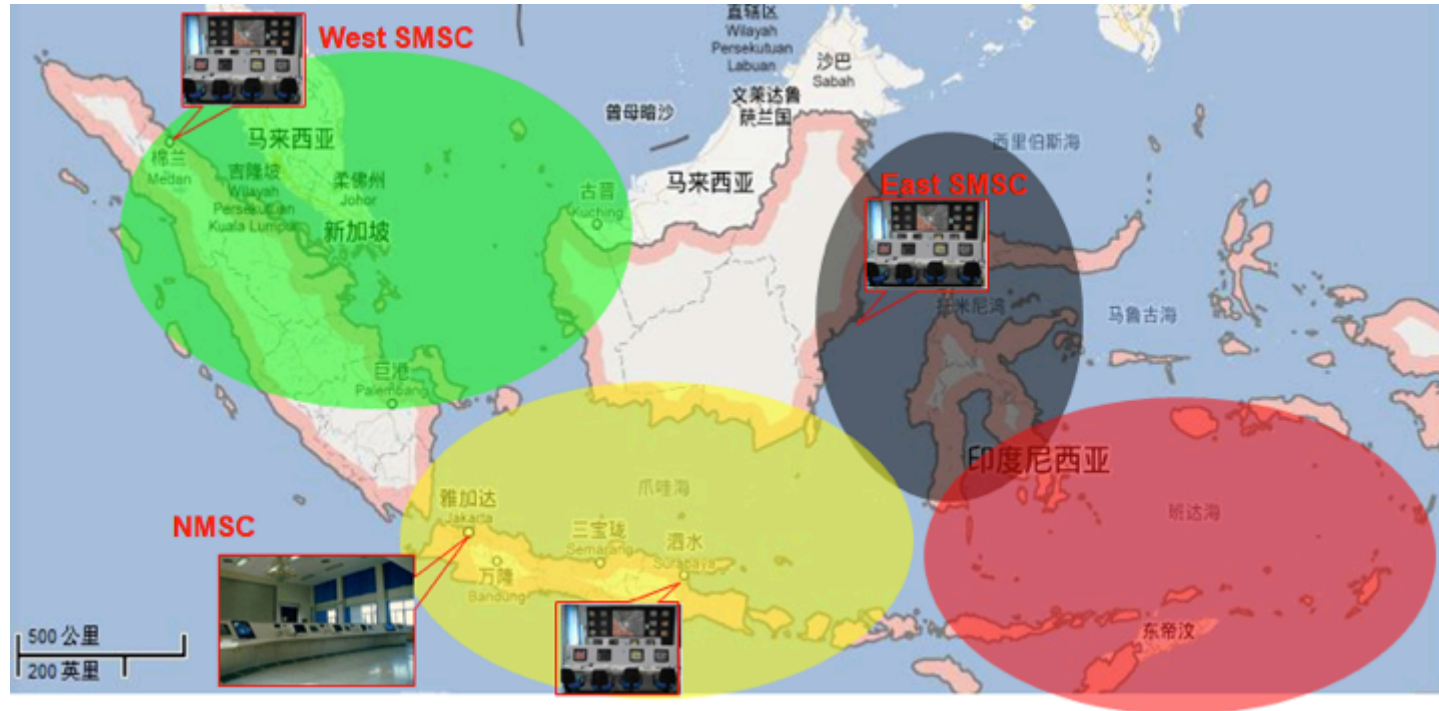 West SMSC
直辖区
Wilayah
Persekutuan
Labuan
沙巴
Sabah
文莱达鲁
萨兰国
曾母暗沙
西里伯斯海
马来西亚
棉兰
Medan
吉隆坡
Wilayah
Persekutuan
Kuala Lumpur
柔佛州
Johor
新加坡
古晋
Kuching
马来西亚
East SMSC
托米尼湾
马鲁古海
巨港
Palembang
印度尼西亚
NMSC
雅加达
Jakarta
爪哇海
三宝珑
Semarang
泗水
Surabaya
万隆
Bandung
班达海
东帝汶
500 公里
200 英里